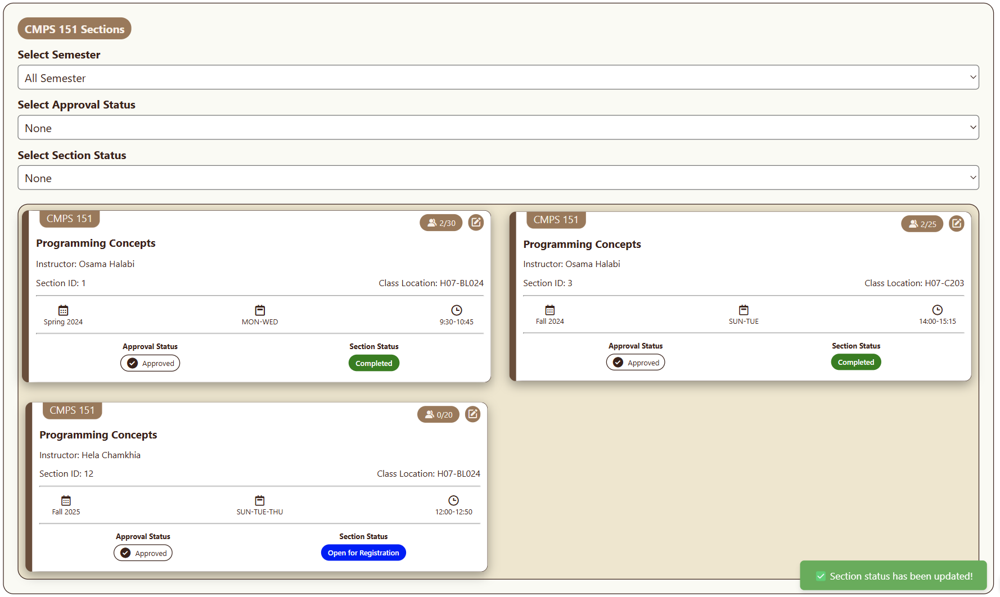 CMPS 151 Sections
Select Semester
All Semester
Select Approval Status
None
Select Section Status
None
CMPS 151
2/30
Programming Concepts
Instructor: Osama Halabi
Section ID: 1
Class Location: H07-BL024
Spring 2024
MON-WED
9:30-10:45
Approval Status
Section Status
Approved
Completed
CMPS 151
2/25
Programming Concepts
Instructor: Osama Halabi
Section ID: 3
Class Location: H07-C203
Fall 2024
SUN-TUE
14:00-15:15
Approval Status
Section Status
Approved
Completed
CMPS 151
0/20
Programming Concepts
Instructor: Hela Chamkhia
Section ID: 12
Class Location: H07-BL024
Fall 2025
SUN-TUE-THU
12:00-12:50
Approval Status
Section Status
Approved
Open for Registration
Section status has been updated!